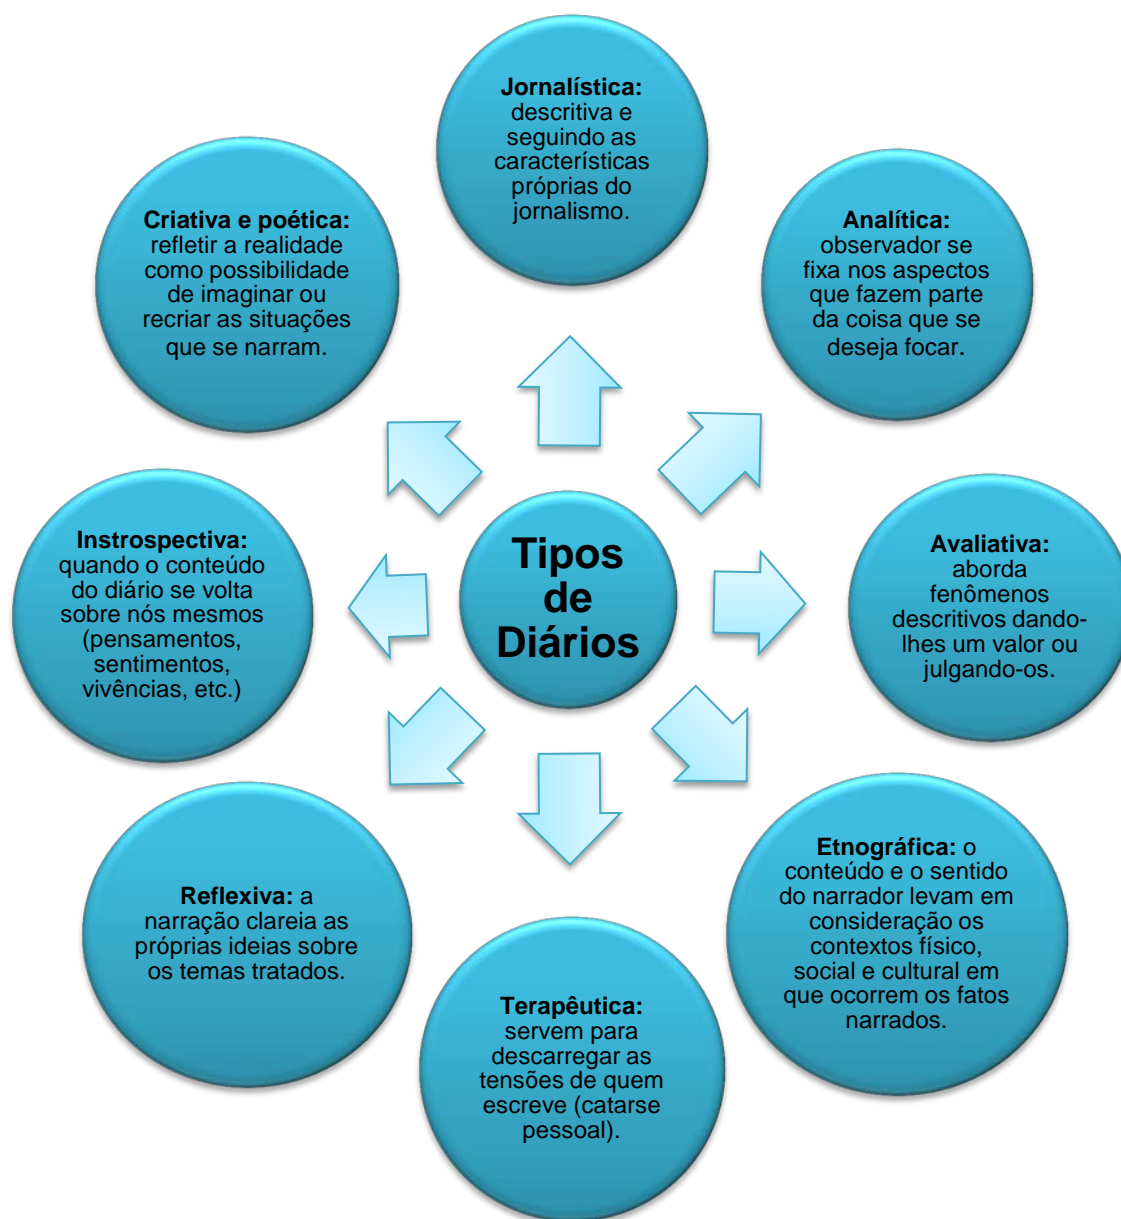 Jornalística:
descritiva e
seguindo as
características
próprias do
jornalismo.
Analítica:
observador se
fixa nos aspectos
que fazem parte
da coisa que se
deseja focar.
Avaliativa:
aborda
fenômenos
descritivos dando-
lhes um valor ou
julgando-os.
Etnográfica: o
conteúdo e o sentido
do narrador levam em
consideração os
contextos físico,
social e cultural em
que ocorrem os fatos
narrados.
Terapêutica:
servem para
descarregar as
tensões de quem
escreve (catarse
pessoal).
Reflexiva: a
narração clareia as
próprias ideias sobre
os temas tratados.
Instrospectiva:
quando o conteúdo
do diário se volta
sobre nós mesmos
(pensamentos,
sentimentos,
vivências, etc.)
Criativa e poética:
refletir a realidade
como possibilidade
de imaginar ou
recriar as situações
que se narram.
Tipos
de
Diários